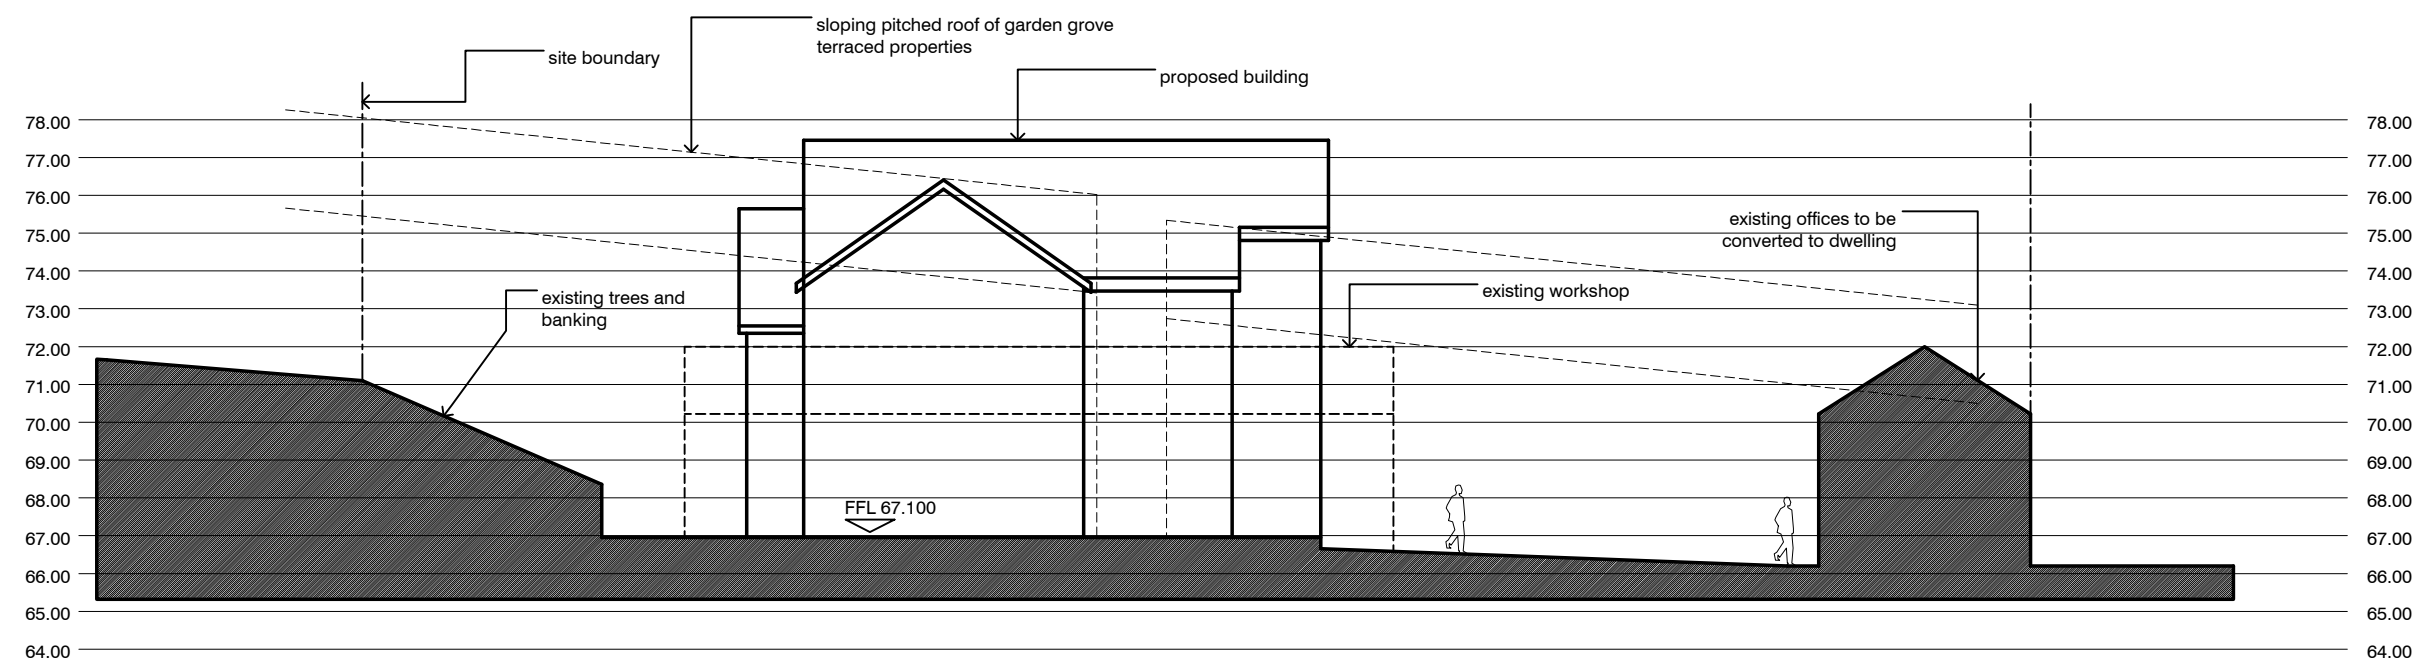 sloping pitched roof of garden grove
terraced properties
site boundary
proposed building
78.00 78.00
77.00 77.00
76.00 76.00
existing offices to be
75.00 75.00
converted to dwelling
74.00 74.00
existing trees and
banking
existing workshop
73.00 73.00
72.00 72.00
71.00 71.00
70.00 70.00
69.00 69.00
68.00 68.00
FFL 67.100
67.00 67.00
66.00 66.00
65.00 65.00
64.00 64.00